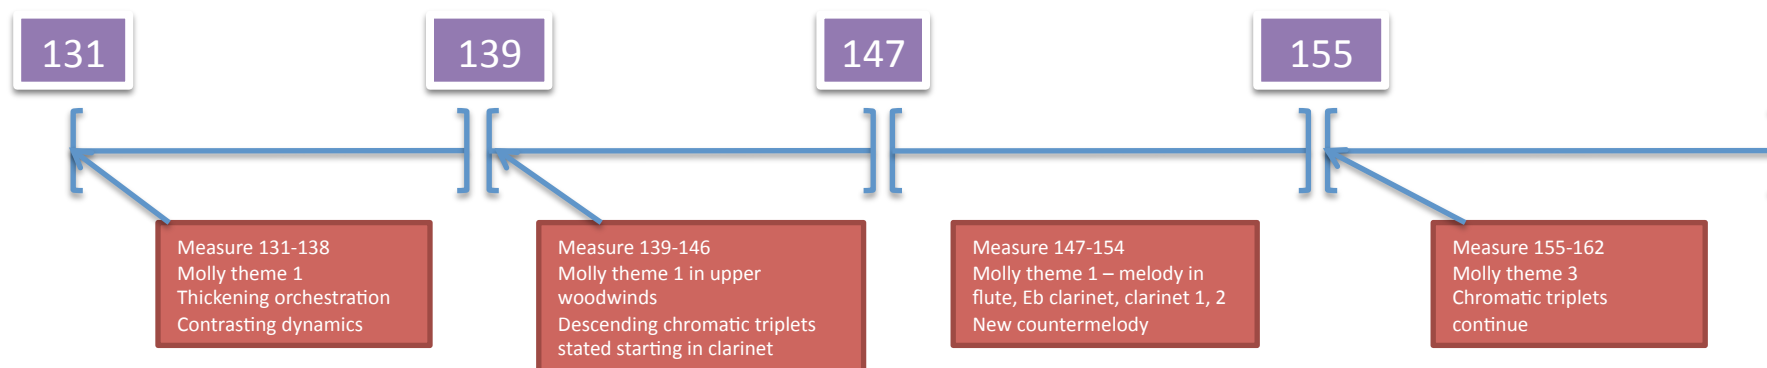 131
139
147
155
Measure 131-138
Molly theme 1
Thickening orchestration
Contrasting dynamics
Measure 139-146
Molly theme 1 in upper
woodwinds
Descending chromatic triplets
stated starting in clarinet
Measure 147-154
Molly theme 1 – melody in
flute, Eb clarinet, clarinet 1, 2
New countermelody
Measure 155-162
Molly theme 3
Chromatic triplets
continue